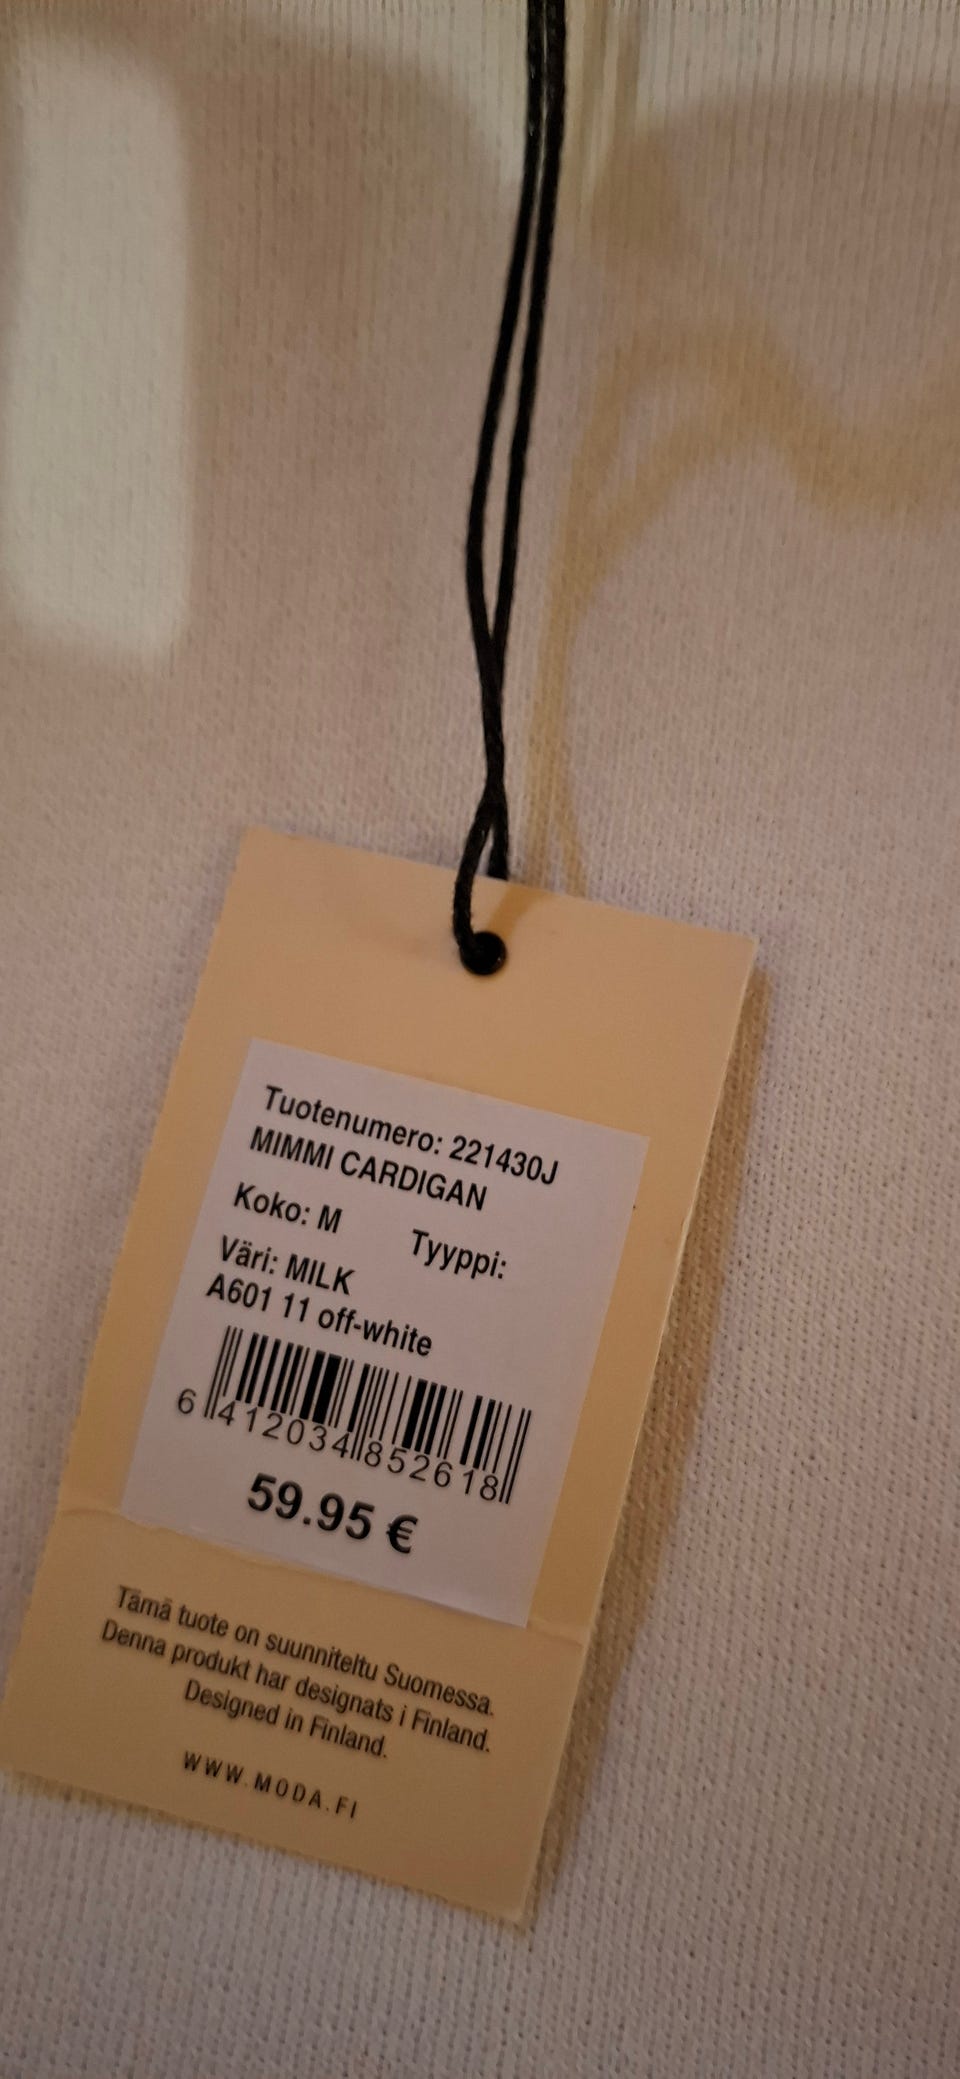 Tuotenumero: 221430J
MIMMI CARDIGAN
Koko: M Tyyppi:
Väri: MILK
A601 11 off-white
6 412034 852618
59.95 €
Tämä tuote on suunniteltu Suomessa.
Denna produkt har designats i Finland.
Designed in Finland.
WWW.MODA.FI